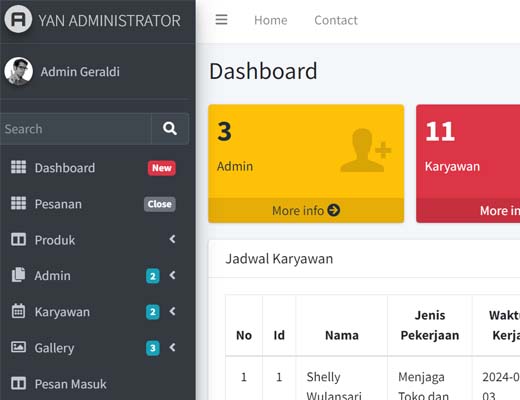 YAN ADMINISTRATOR
Home
Contact
Admin Geraldi
Dashboard
Search
3
Admin
More info
11
Karyawan
More in
Dashboard New
Pesanan Close
Produk
Admin 2
Karyawan 2
Gallery 3
Pesan Masuk
Jadwal Karyawan
No
Id
Nama
Jenis
Pekerjaan
Waktu
Kerja
1
1
Shelly
Wulansari
Menjaga
Toko dan
2024-0
03